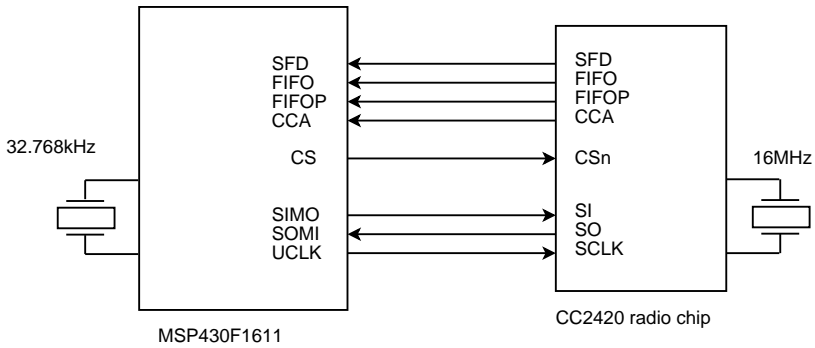 SFD
FIFO
FIFOP
CCA
CS
SIMO
SOMI
UCLK
32.768kHz
MSP430F1611
SFD
FIFO
FIFOP
CCA
CSn
SI
SO
SCLK
16MHz
CC2420 radio chip